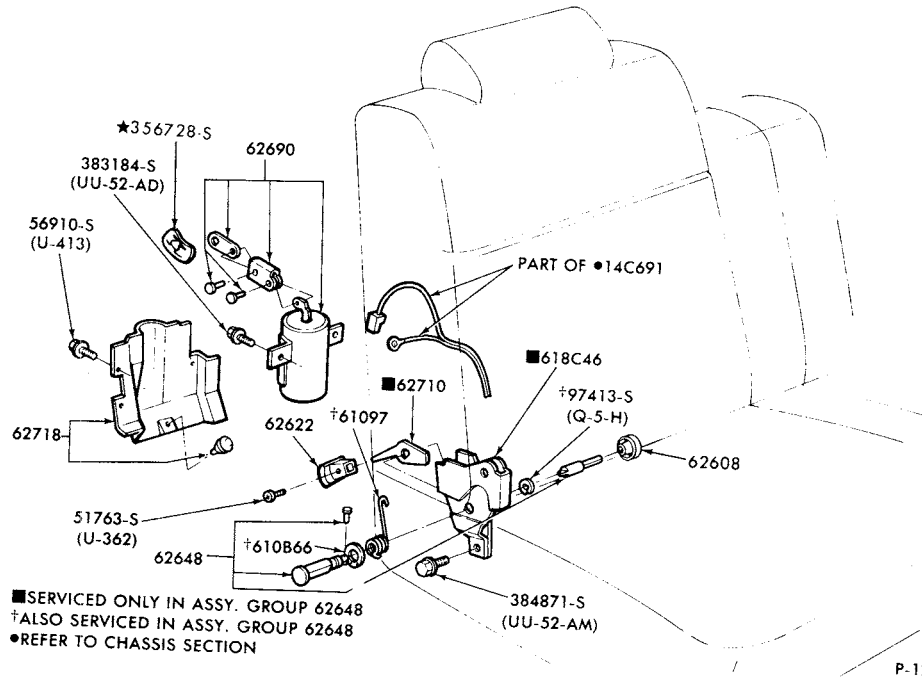 ★356728-S
383184-S
(UU-52-AD)
62690
56910-S
(U-413)
PART OF ●14C691
■618C46
■62710
†97413-S
(Q-5-H)
†61097
62622
62718
62608
51763-S
(U-362)
62648
†610B66
384871-S
(UU-52-AM)
■SERVICED ONLY IN ASSY. GROUP 62648
†ALSO SERVICED IN ASSY. GROUP 62648
●REFER TO CHASSIS SECTION
P-1